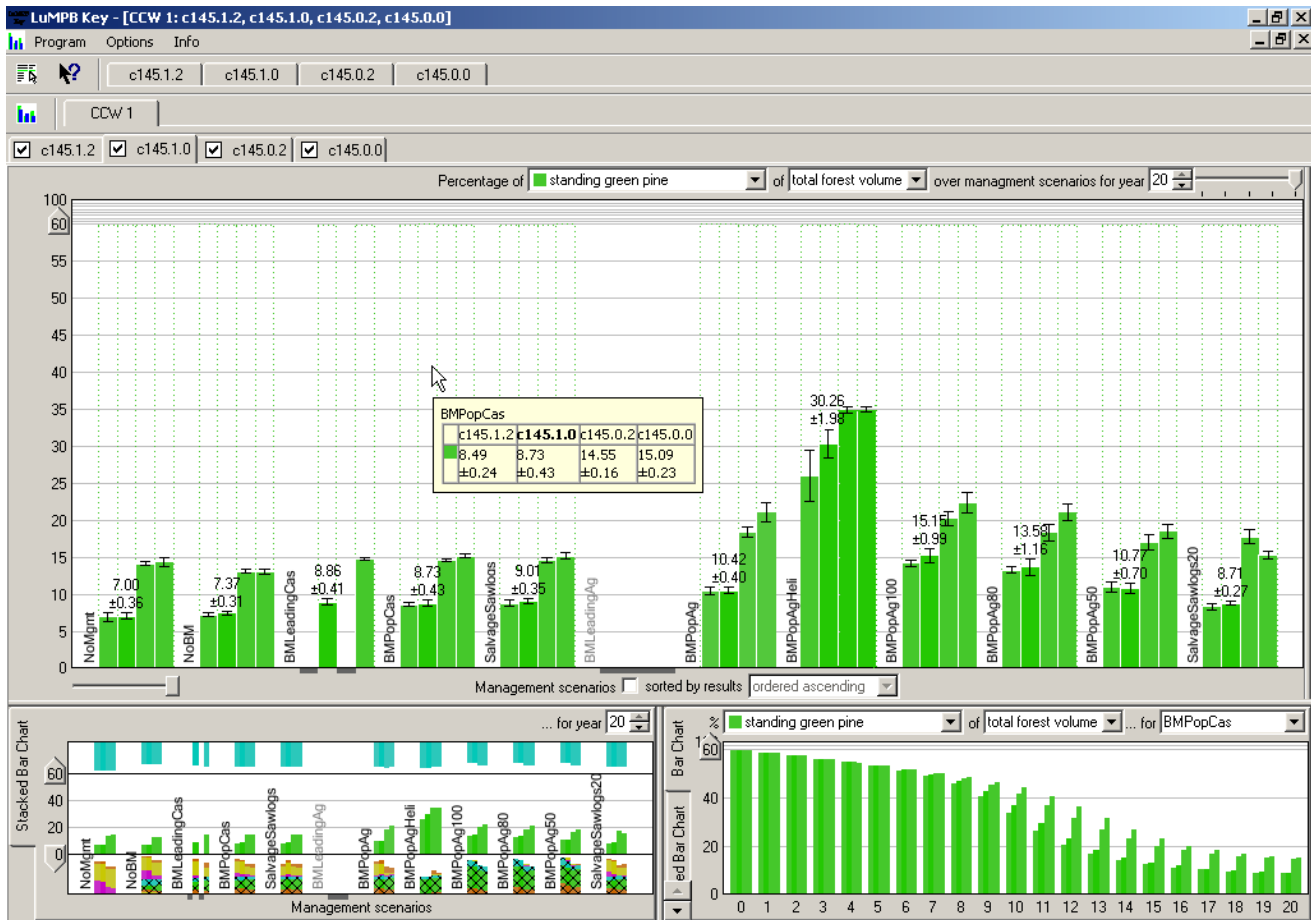 LuMPB Key - [CCW 1: c145.1.2, c145.1.0, c145.0.2, c145.0.0]
Program Options Info
c145.1.2 c145.1.0 c145.0.2 c145.0.0
CCW 1
c145.1.2 c145.1.0 c145.0.2 c145.0.0
Percentage of standing green pine of total forest volume over managment scenarios for year 20
100
60
55
50
45
40
35
30
25
20
15
10
5
0
NoMgmt
7.00
±0.36
NoBM
7.37
±0.31
BMLeadingCas
8.86
±0.41
BMPopCas
8.73
±0.43
SalvageSawlogs
9.01
±0.35
BMLeadingAg
BMPopAg
10.42
±0.40
BMPopAgHeli
30.26
±1.98
BMPopAg100
15.15
±0.99
BMPopAg80
13.58
±1.16
BMPopAg50
10.77
±0.70
SalvageSawlogs20
8.71
±0.27
BMPopCas
c145.1.2 c145.1.0 c145.0.2 c145.0.0
8.49 8.73 14.55 15.09
±0.24 ±0.43 ±0.16 ±0.23
Management scenarios sorted by results ordered ascending
Stacked Bar Chart
... for year 20
60
40
20
0
NoMgmt
NoBM
BMLeadingCas
BMPopCas
SalvageSawlogs
BMLeadingAg
BMPopAg
BMPopAgHeli
BMPopAg100
BMPopAg80
BMPopAg50
SalvageSawlogs20
Management scenarios
Bar Chart
ed Bar Chart
% standing green pine of total forest volume ... for BMPopCas
60
40
20
0
0 1 2 3 4 5 6 7 8 9 10 11 12 13 14 15 16 17 18 19 20